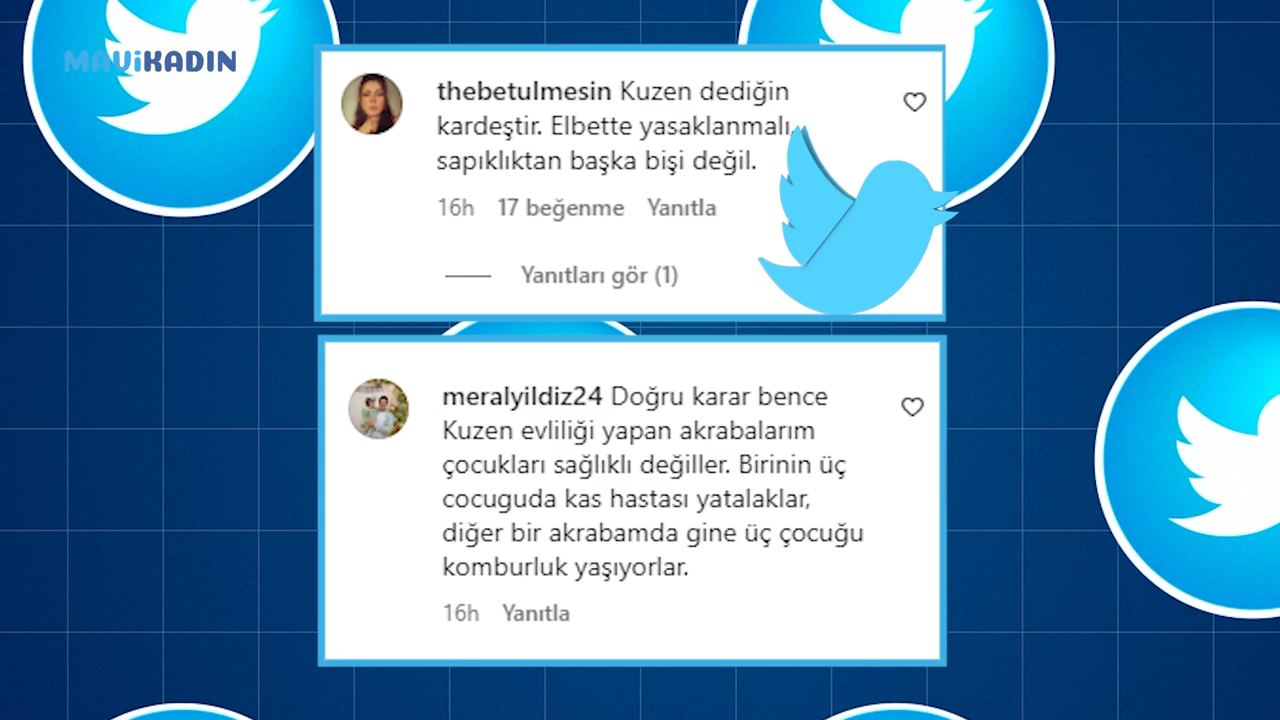 MAViKADIN
thebetulmesin Kuzen dediğin
kardeştir. Elbette yasaklanmalı,
sapıklıktan başka bişi değil.
16h 17 beğenme Yanıtla
Yanıtları gör (1)
meralyildiz24 Doğru karar bence
Kuzen evliliği yapan akrabalarım
çocukları sağlıklı değiller. Birinin üç
cocuguda kas hastası yatalaklar,
diğer bir akrabamda gine üç çocuğu
komburluk yaşıyorlar.
16h Yanıtla